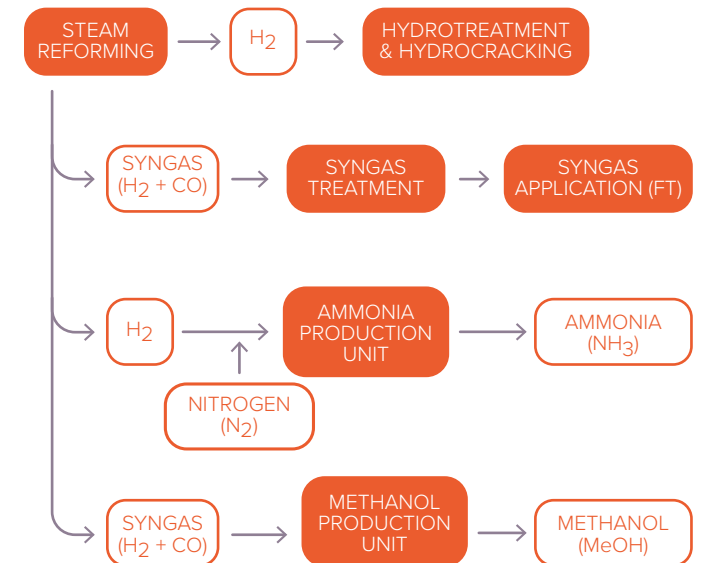 STEAM
REFORMING
H2
HYDROTREATMENT
& HYDROCRACKING
SYNGAS
(H2 + CO)
SYNGAS
TREATMENT
SYNGAS
APPLICATION (FT)
H2
AMMONIA
PRODUCTION
UNIT
AMMONIA
(NH3)
NITROGEN
(N2)
SYNGAS
(H2 + CO)
METHANOL
PRODUCTION
UNIT
METHANOL
(MeOH)